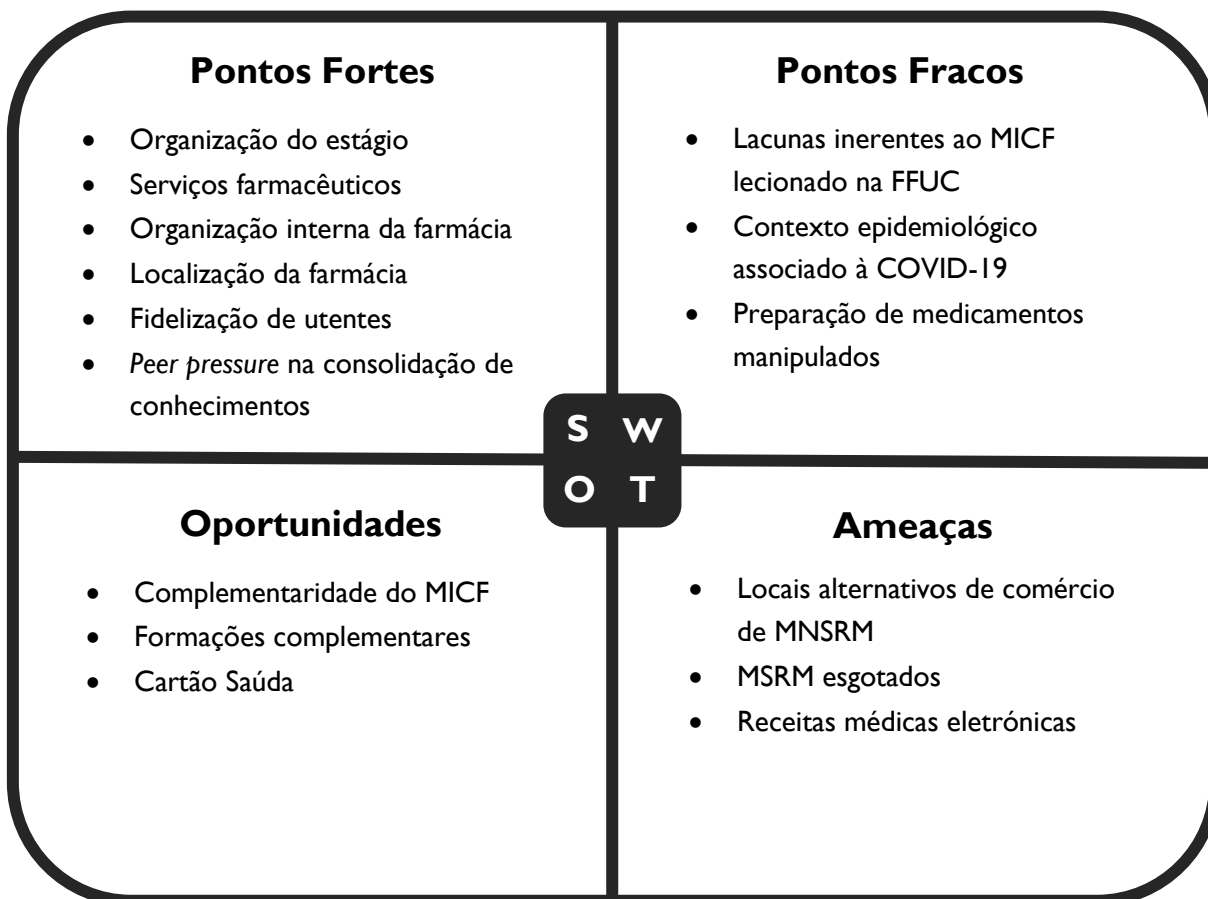 Pontos Fortes
• Organização do estágio
• Serviços farmacêuticos
• Organização interna da farmácia
• Localização da farmácia
• Fidelização de utentes
• Peer pressure na consolidação de
conhecimentos
Pontos Fracos
• Lacunas inerentes ao MICF
lecionado na FFUC
• Contexto epidemiológico
associado à COVID-19
• Preparação de medicamentos
manipulados
S W
O T
Oportunidades
• Complementaridade do MICF
• Formações complementares
• Cartão Saúda
Ameaças
• Locais alternativos de comércio
de MNSRM
• MSRM esgotados
• Receitas médicas eletrónicas